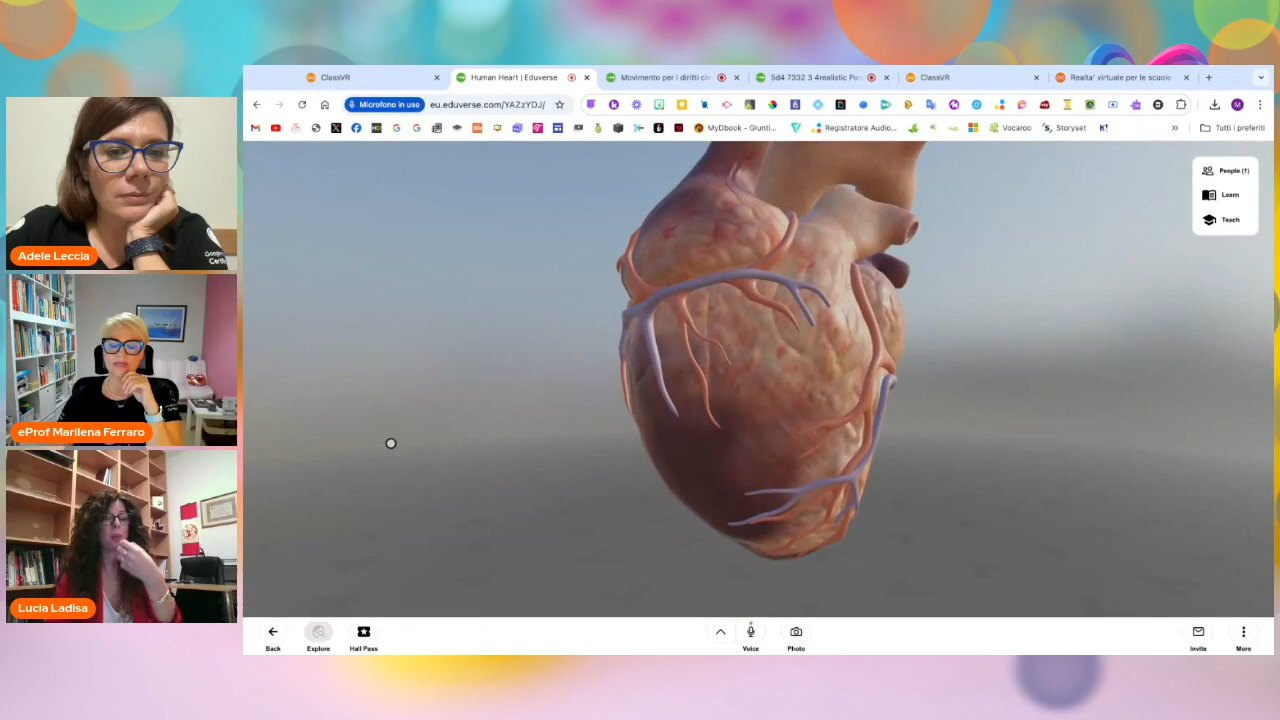 ClassVR
Human Heart | Eduverse
Movimento per i diritti ci
5d4 7332 3 4realistic Par
ClassVR
Realta' virtuale per le scuole
Microfono in uso
eu.eduverse.com/YAZzYDJ/
MyDbook - Giunti...
Registratore Audio...
Vocaroo
Storyset
Tutti i preferiti
People (1)
Learn
Teach
Adele Leccia
eProf Marilena Ferraro
Lucia Ladisa
Back
Explore
Hall Pass
Voice
Photo
Invite
More